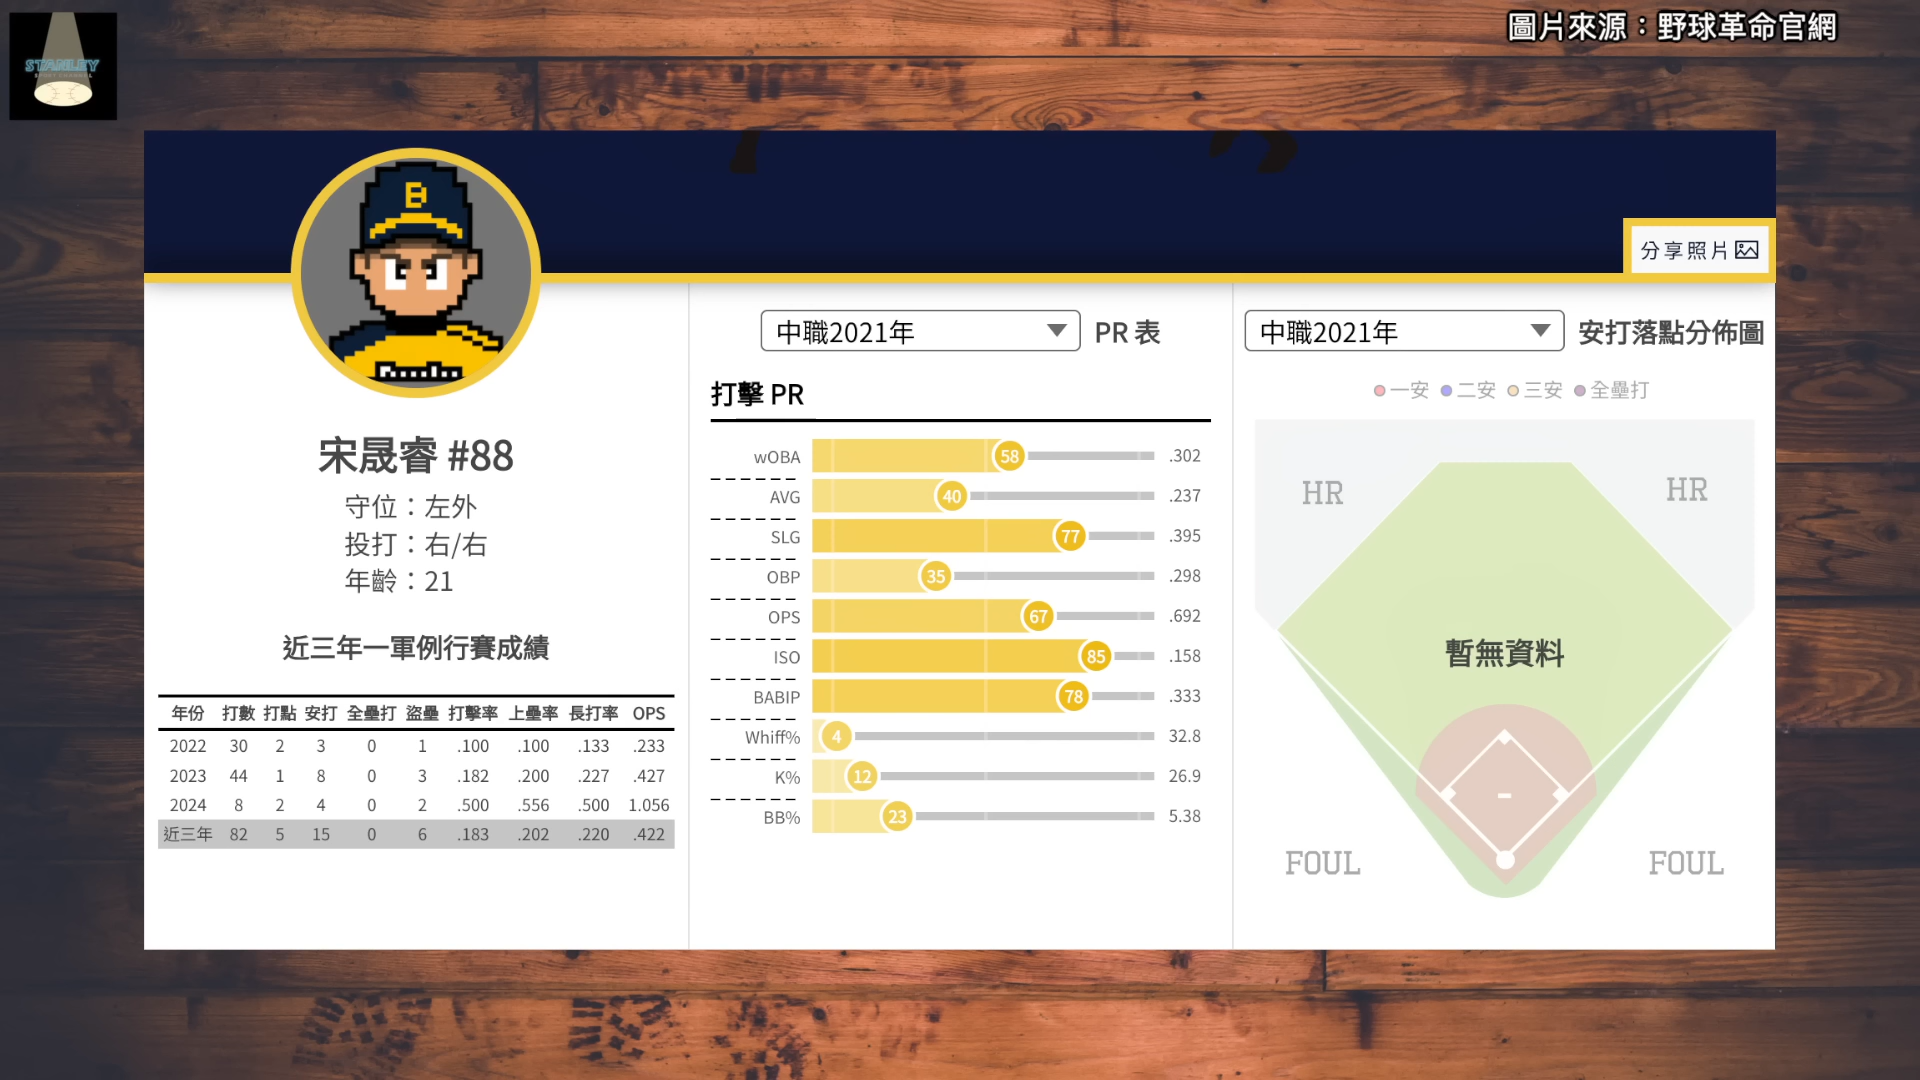 圖片來源：野球革命官網
STANLEY
B
分享照片
宋晟睿 #88
守位：左外
投打：右/右
年齡：21
近三年一軍例行賽成績
年份 打數 打點 安打 全壘打 盜壘 打擊率 上壘率 長打率 OPS
2022 30 2 3 0 1 .100 .100 .133 .233
2023 44 1 8 0 3 .182 .200 .227 .427
2024 8 2 4 0 2 .500 .556 .500 1.056
近三年 82 5 15 0 6 .183 .202 .220 .422
中職2021年 PR 表
打擊 PR
wOBA 58 .302
AVG 40 .237
SLG 77 .395
OBP 35 .298
OPS 67 .692
ISO 85 .158
BABIP 78 .333
Whiff% 4 32.8
K% 12 26.9
BB% 23 5.38
中職2021年 安打落點分佈圖
一安 二安 三安 全壘打
HR HR
暫無資料
FOUL FOUL